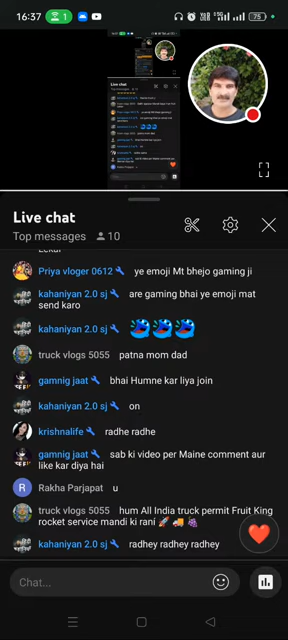 16:37
1
75
Live chat
Top messages 10
Priya vloger 0612 ye emoji Mt bhejo gaming ji
kahaniyan 2.0 sj are gaming bhai ye emoji mat
send karo
kahaniyan 2.0 sj
truck vlogs 5055 patna mom dad
gamnig jaat bhai Humne kar liya join
kahaniyan 2.0 sj on
krishnalife radhe radhe
gamnig jaat sab ki video per Maine comment aur
like kar diya hai
R Rakha Parjapat u
truck vlogs 5055 hum All India truck permit Fruit King
rocket service mandi ki rani 🚀 🚚 🍇
kahaniyan 2.0 sj radhey radhey radhey
Chat...